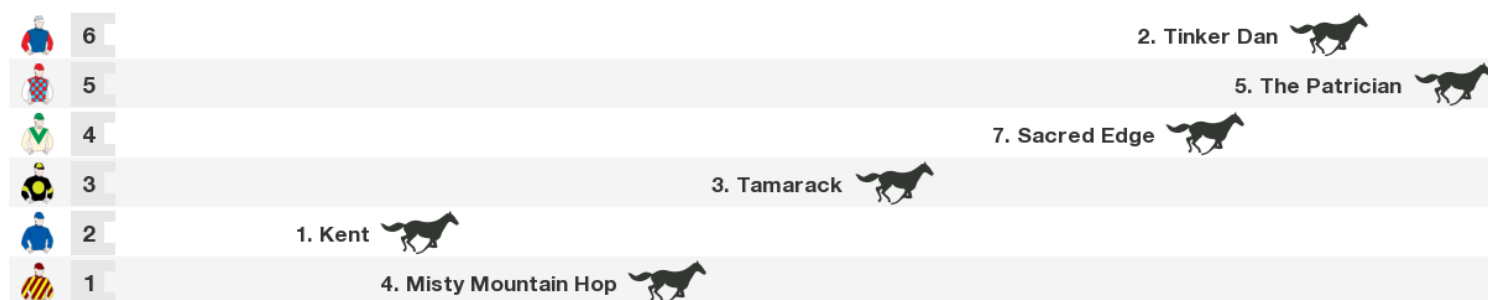 6 2. Tinker Dan
5 5. The Patrician
4 7. Sacred Edge
3 3. Tamarack
2 1. Kent
1 4. Misty Mountain Hop